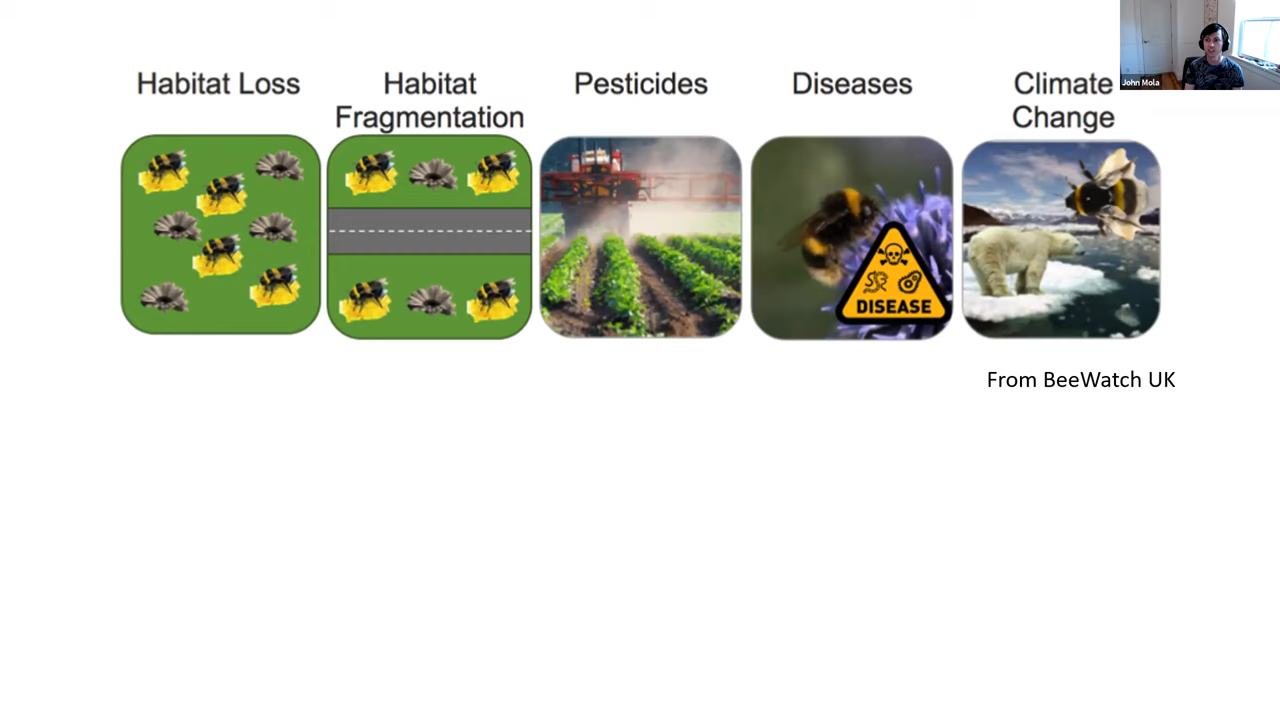 Habitat Loss
Habitat
Fragmentation
Pesticides
Diseases
Climate
Change
John Mola
DISEASE
From BeeWatch UK